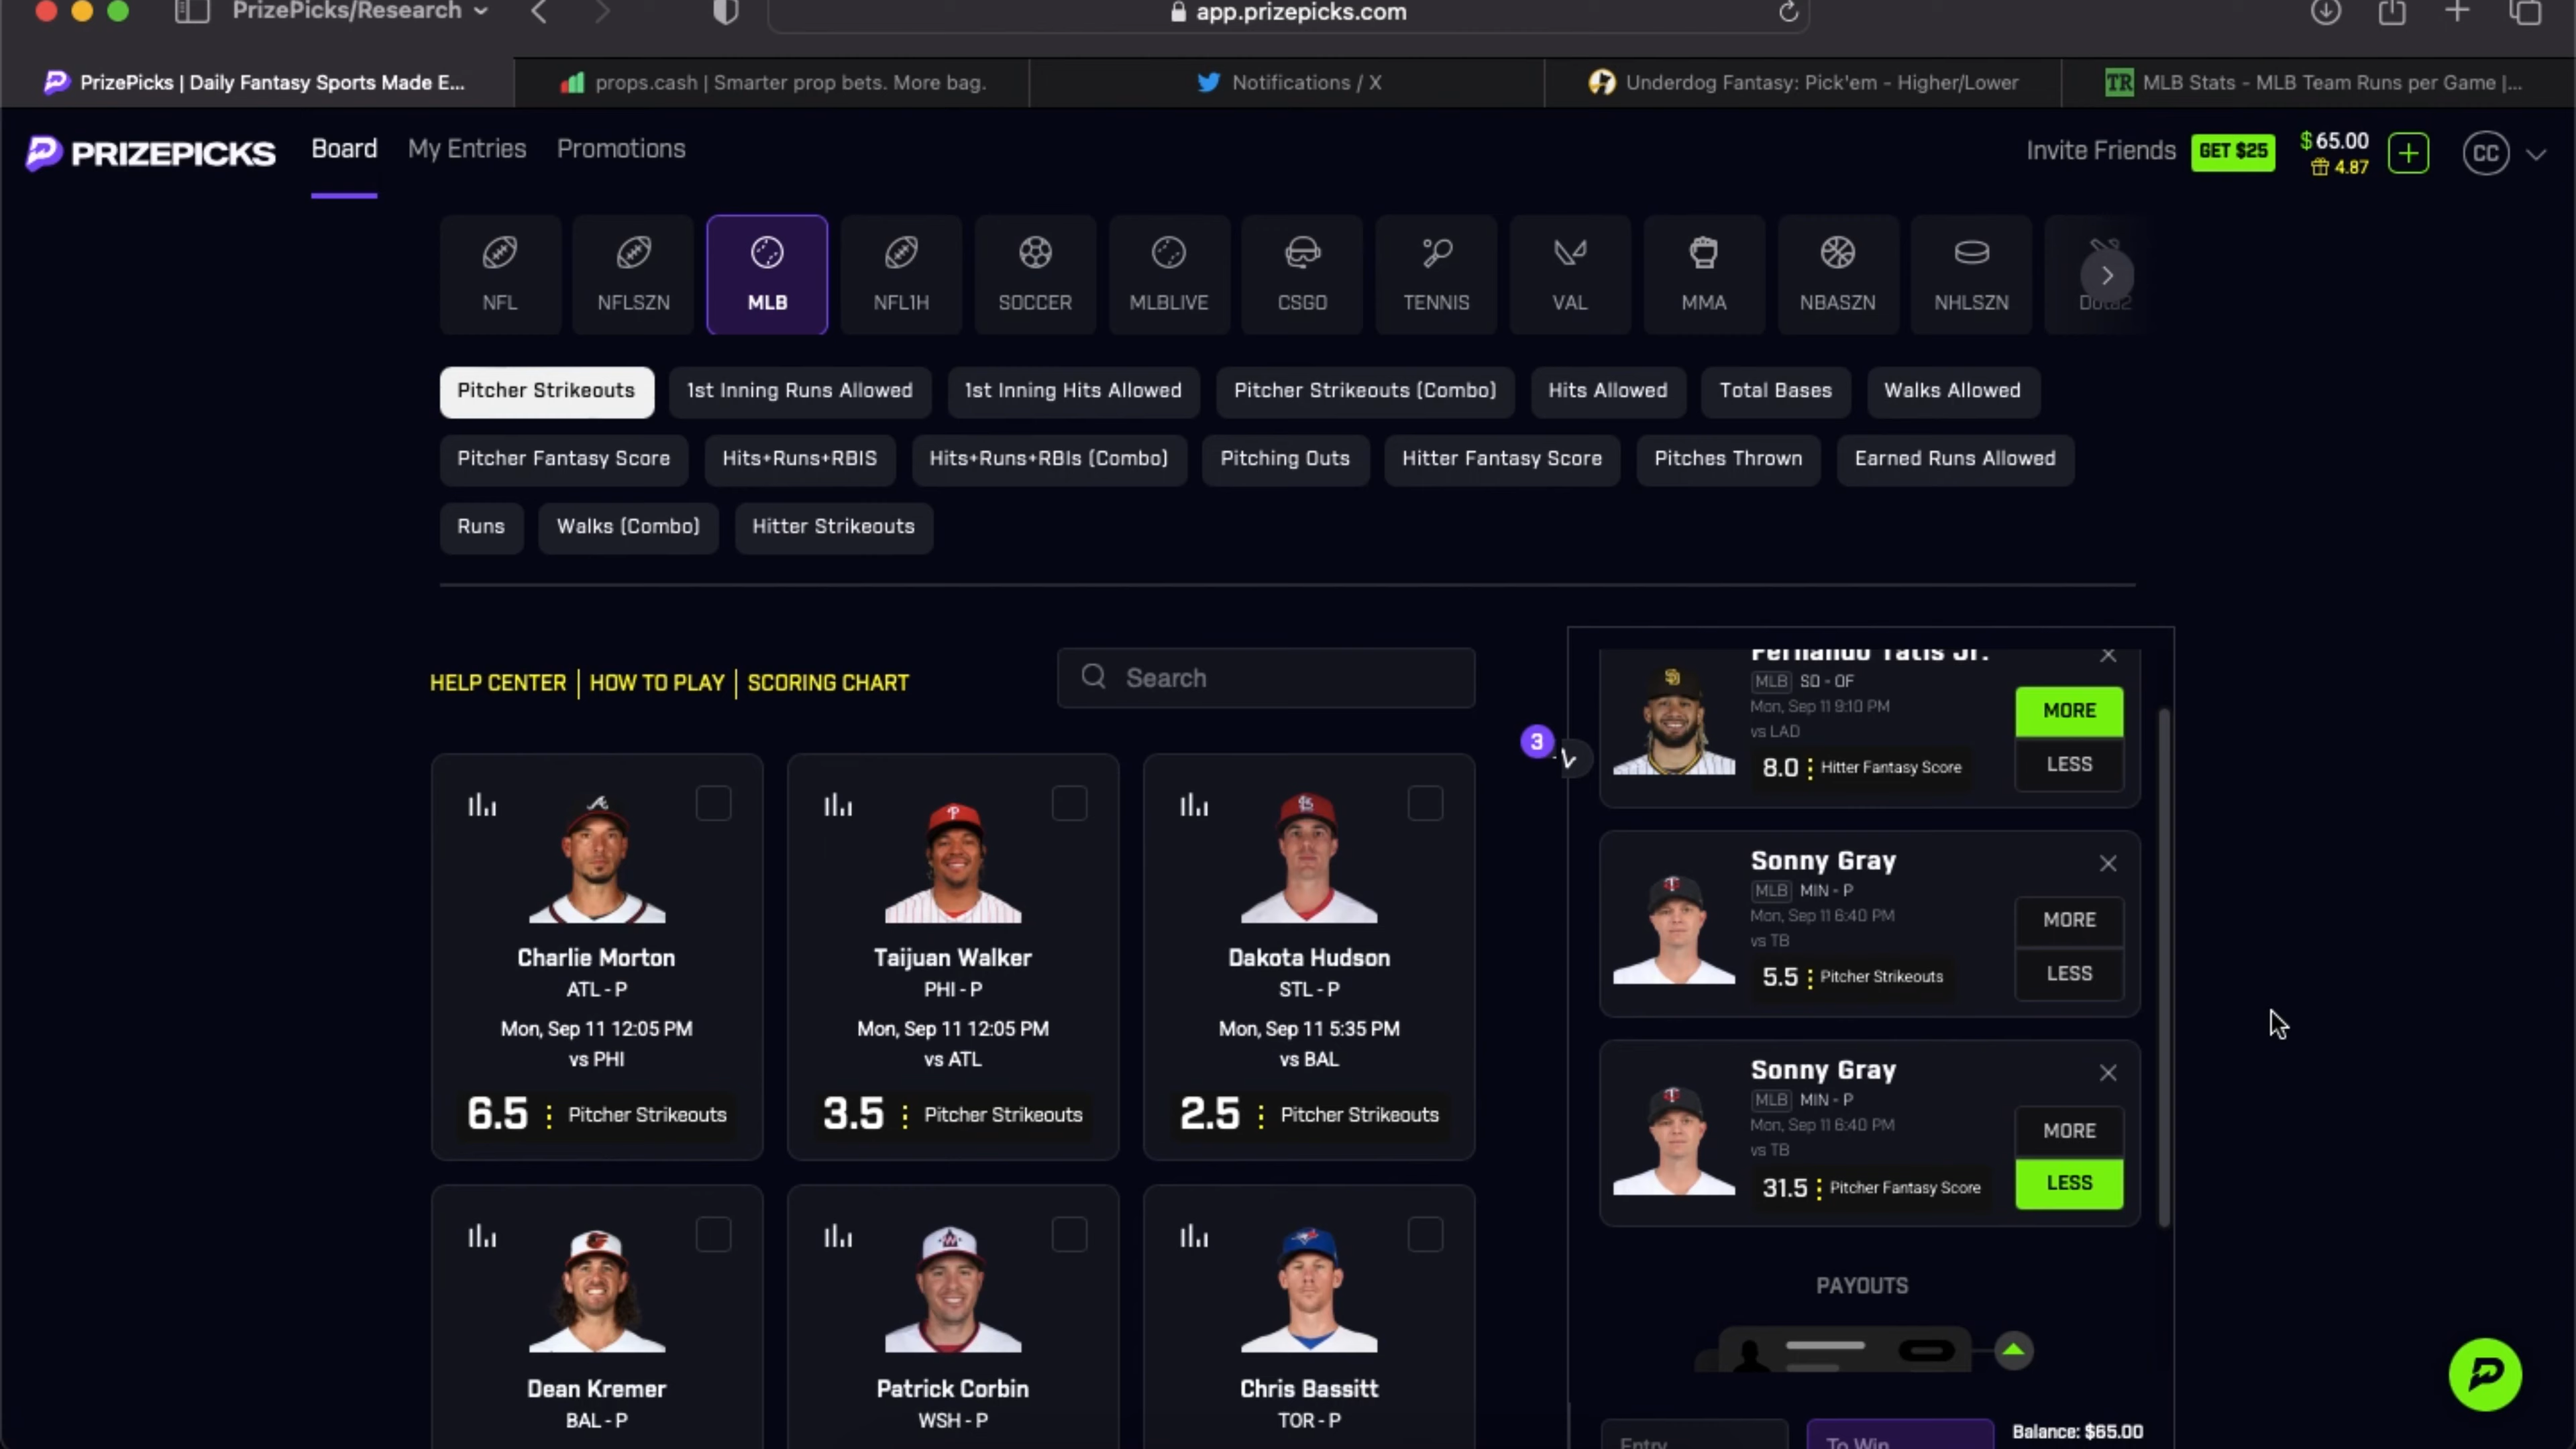 PrizePicks/Research
app.prizepicks.com
PrizePicks | Daily Fantasy Sports Made E...
props.cash | Smarter prop bets. More bag.
Notifications / X
Underdog Fantasy: Pick'em - Higher/Lower
TR MLB Stats - MLB Team Runs per Game |...
PRIZEPICKS
Board
My Entries
Promotions
Invite Friends
GET $25
$65.00
4.87
CC
NFL
NFLSZN
MLB
NFL1H
SOCCER
MLBLIVE
CSGO
TENNIS
VAL
MMA
NBASZN
NHLSZN
Dota2
Pitcher Strikeouts
1st Inning Runs Allowed
1st Inning Hits Allowed
Pitcher Strikeouts (Combo)
Hits Allowed
Total Bases
Walks Allowed
Pitcher Fantasy Score
Hits+Runs+RBIS
Hits+Runs+RBIs (Combo)
Pitching Outs
Hitter Fantasy Score
Pitches Thrown
Earned Runs Allowed
Runs
Walks (Combo)
Hitter Strikeouts
HELP CENTER | HOW TO PLAY | SCORING CHART
Search
Charlie Morton
ATL - P
Mon, Sep 11 12:05 PM
vs PHI
6.5 Pitcher Strikeouts
Taijuan Walker
PHI - P
Mon, Sep 11 12:05 PM
vs ATL
3.5 Pitcher Strikeouts
Dakota Hudson
STL - P
Mon, Sep 11 5:35 PM
vs BAL
2.5 Pitcher Strikeouts
Dean Kremer
BAL - P
Patrick Corbin
WSH - P
Chris Bassitt
TOR - P
3
Fernando Tatis Jr.
MLB SD - OF
Mon, Sep 11 9:10 PM
vs LAD
8.0 Hitter Fantasy Score
MORE
LESS
Sonny Gray
MLB MIN - P
Mon, Sep 11 6:40 PM
vs TB
5.5 Pitcher Strikeouts
MORE
LESS
Sonny Gray
MLB MIN - P
Mon, Sep 11 6:40 PM
vs TB
31.5 Pitcher Fantasy Score
MORE
LESS
PAYOUTS
Entry
To Win
Balance: $65.00